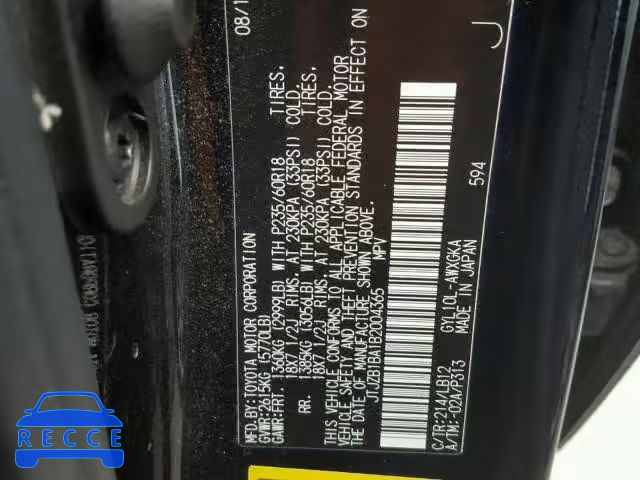 MFD.BY:TOYOTA MOTOR CORPORATION 08/1
GVWR:2615KG (5770LB)
GAWR:FRT. 1360KG (2999LB) WITH P235/60R18 TIRES,
18X7 1/2J RIMS, AT 230KPA (33PSI) COLD.
RR. 1385KG (3056LB) WITH P235/60R18 TIRES,
18X7 1/2J RIMS, AT 230KPA (33PSI) COLD.
THIS VEHICLE CONFORMS TO ALL APPLICABLE FEDERAL MOTOR
VEHICLE SAFETY, AND THEFT PREVENTION STANDARDS IN EFFECT ON
THE DATE OF MANUFACTURE SHOWN ABOVE.
JTJZB1BA1B2004365 MPV
594
C/TR:214/LB12 GYL10L-AWXGKA
A/TM:-02A/P313 MADE IN JAPAN
J